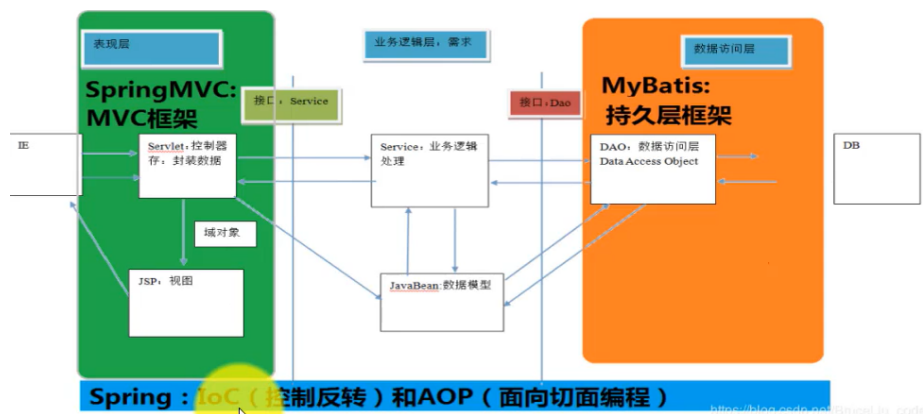 表现层
业务逻辑层：需求
数据访问层
SpringMVC:
MVC框架
接口：Service
接口：Dao
MyBatis:
持久层框架
IE
Servlet：控制器
存：封装数据
Service：业务逻辑
处理
DAO：数据访问层
Data Access Object
DB
域对象
JSP：视图
JavaBean:数据模型
Spring：IoC（控制反转）和AOP（面向切面编程）